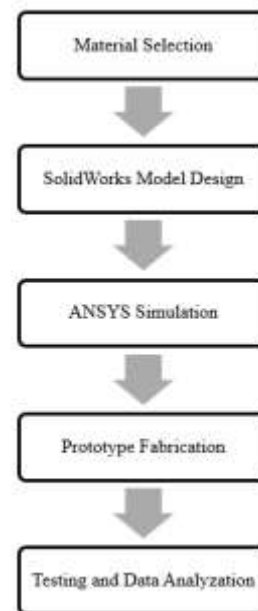 Material Selection
SolidWorks Model Design
ANSYS Simulation
Prototype Fabrication
Testing and Data Analyzation